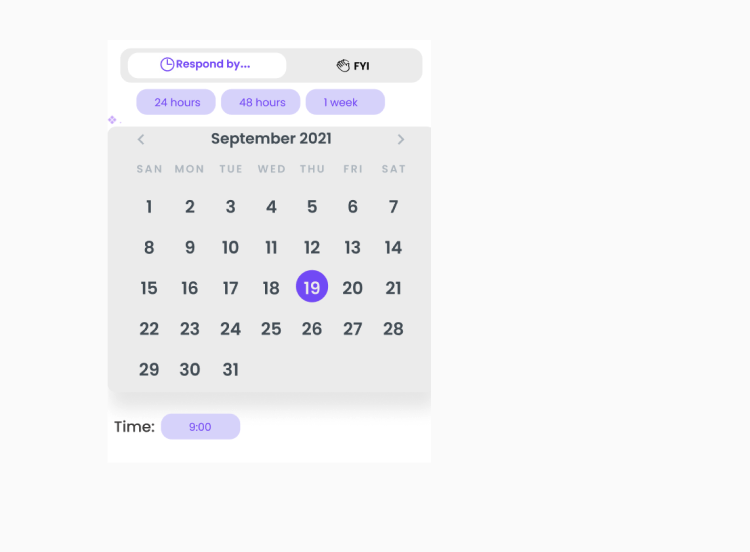 Respond by... FYI
24 hours 48 hours 1 week
September 2021
SAN MON TUE WED THU FRI SAT
1 2 3 4 5 6 7
8 9 10 11 12 13 14
15 16 17 18 19 20 21
22 23 24 25 26 27 28
29 30 31
Time: 9:00